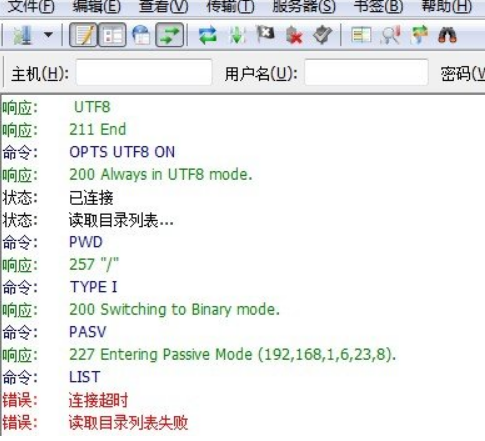 文件(F) 编辑(E) 查看(V) 传输(T) 服务器(S) 书签(B) 帮助(H)
主机(H): 用户名(U): 密码(
响应: UTF8
响应: 211 End
命令: OPTS UTF8 ON
响应: 200 Always in UTF8 mode.
状态: 已连接
状态: 读取目录列表...
命令: PWD
响应: 257 "/"
命令: TYPE I
响应: 200 Switching to Binary mode.
命令: PASV
响应: 227 Entering Passive Mode (192,168,1,6,23,8).
命令: LIST
错误: 连接超时
错误: 读取目录列表失败